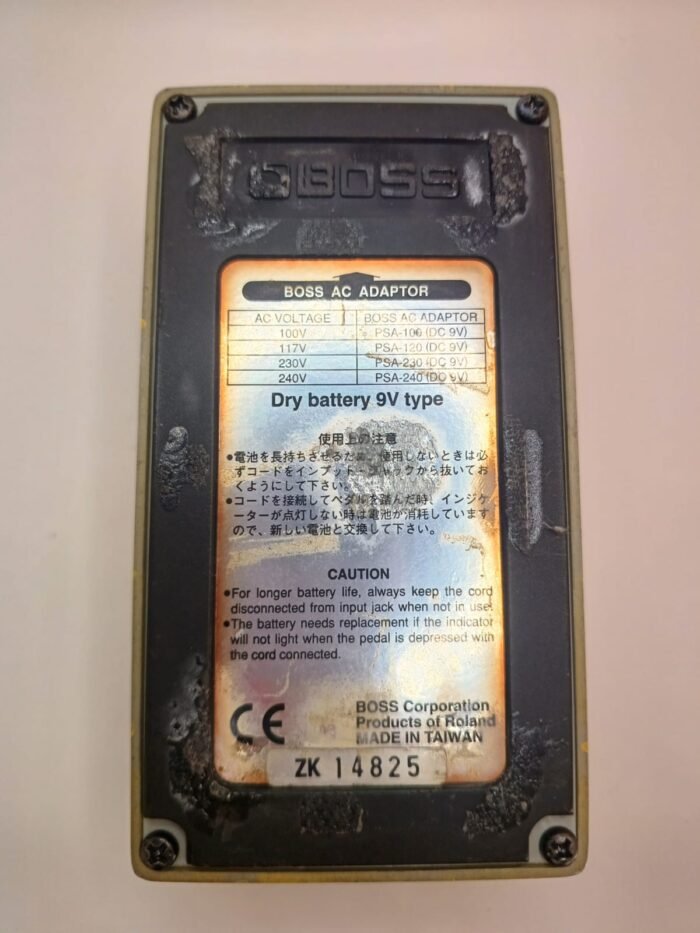 BOSS
BOSS AC ADAPTOR
AC VOLTAGE BOSS AC ADAPTOR
100V PSA-100 (DC 9V)
117V PSA-120 (DC 9V)
230V PSA-230 (DC 9V)
240V PSA-240 (DC 9V)
Dry battery 9V type
使用上の注意
●電池を長持ちさせるため、使用しないときは必
ずコードをインプット・ジャックから抜いてお
くようにして下さい。
●コードを接続してペダルを踏んだ時、インジケ
ーターが点灯しない時は電池が消耗しています
ので、新しい電池と交換して下さい。
CAUTION
●For longer battery life, always keep the cord
disconnected from input jack when not in use.
●The battery needs replacement if the indicator
will not light when the pedal is depressed with
the cord connected.
CE
BOSS Corporation
Products of Roland
MADE IN TAIWAN
ZK 14825